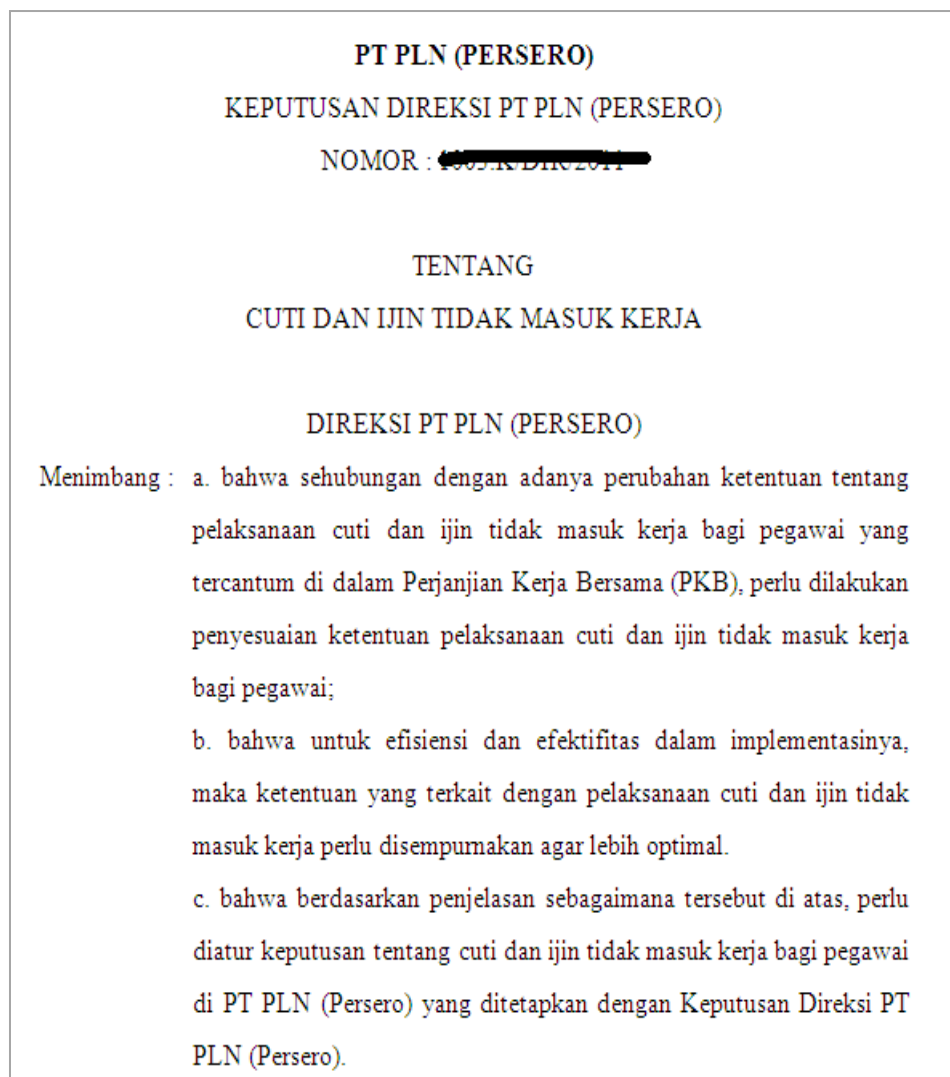 PT PLN (PERSERO)
KEPUTUSAN DIREKSI PT PLN (PERSERO)
NOMOR :
TENTANG
CUTI DAN IJIN TIDAK MASUK KERJA
DIREKSI PT PLN (PERSERO)
Menimbang : a. bahwa sehubungan dengan adanya perubahan ketentuan tentang
pelaksanaan cuti dan ijin tidak masuk kerja bagi pegawai yang
tercantum di dalam Perjanjian Kerja Bersama (PKB), perlu dilakukan
penyesuaian ketentuan pelaksanaan cuti dan ijin tidak masuk kerja
bagi pegawai;
b. bahwa untuk efisiensi dan efektifitas dalam implementasinya,
maka ketentuan yang terkait dengan pelaksanaan cuti dan ijin tidak
masuk kerja perlu disempurnakan agar lebih optimal.
c. bahwa berdasarkan penjelasan sebagaimana tersebut di atas, perlu
diatur keputusan tentang cuti dan ijin tidak masuk kerja bagi pegawai
di PT PLN (Persero) yang ditetapkan dengan Keputusan Direksi PT
PLN (Persero).